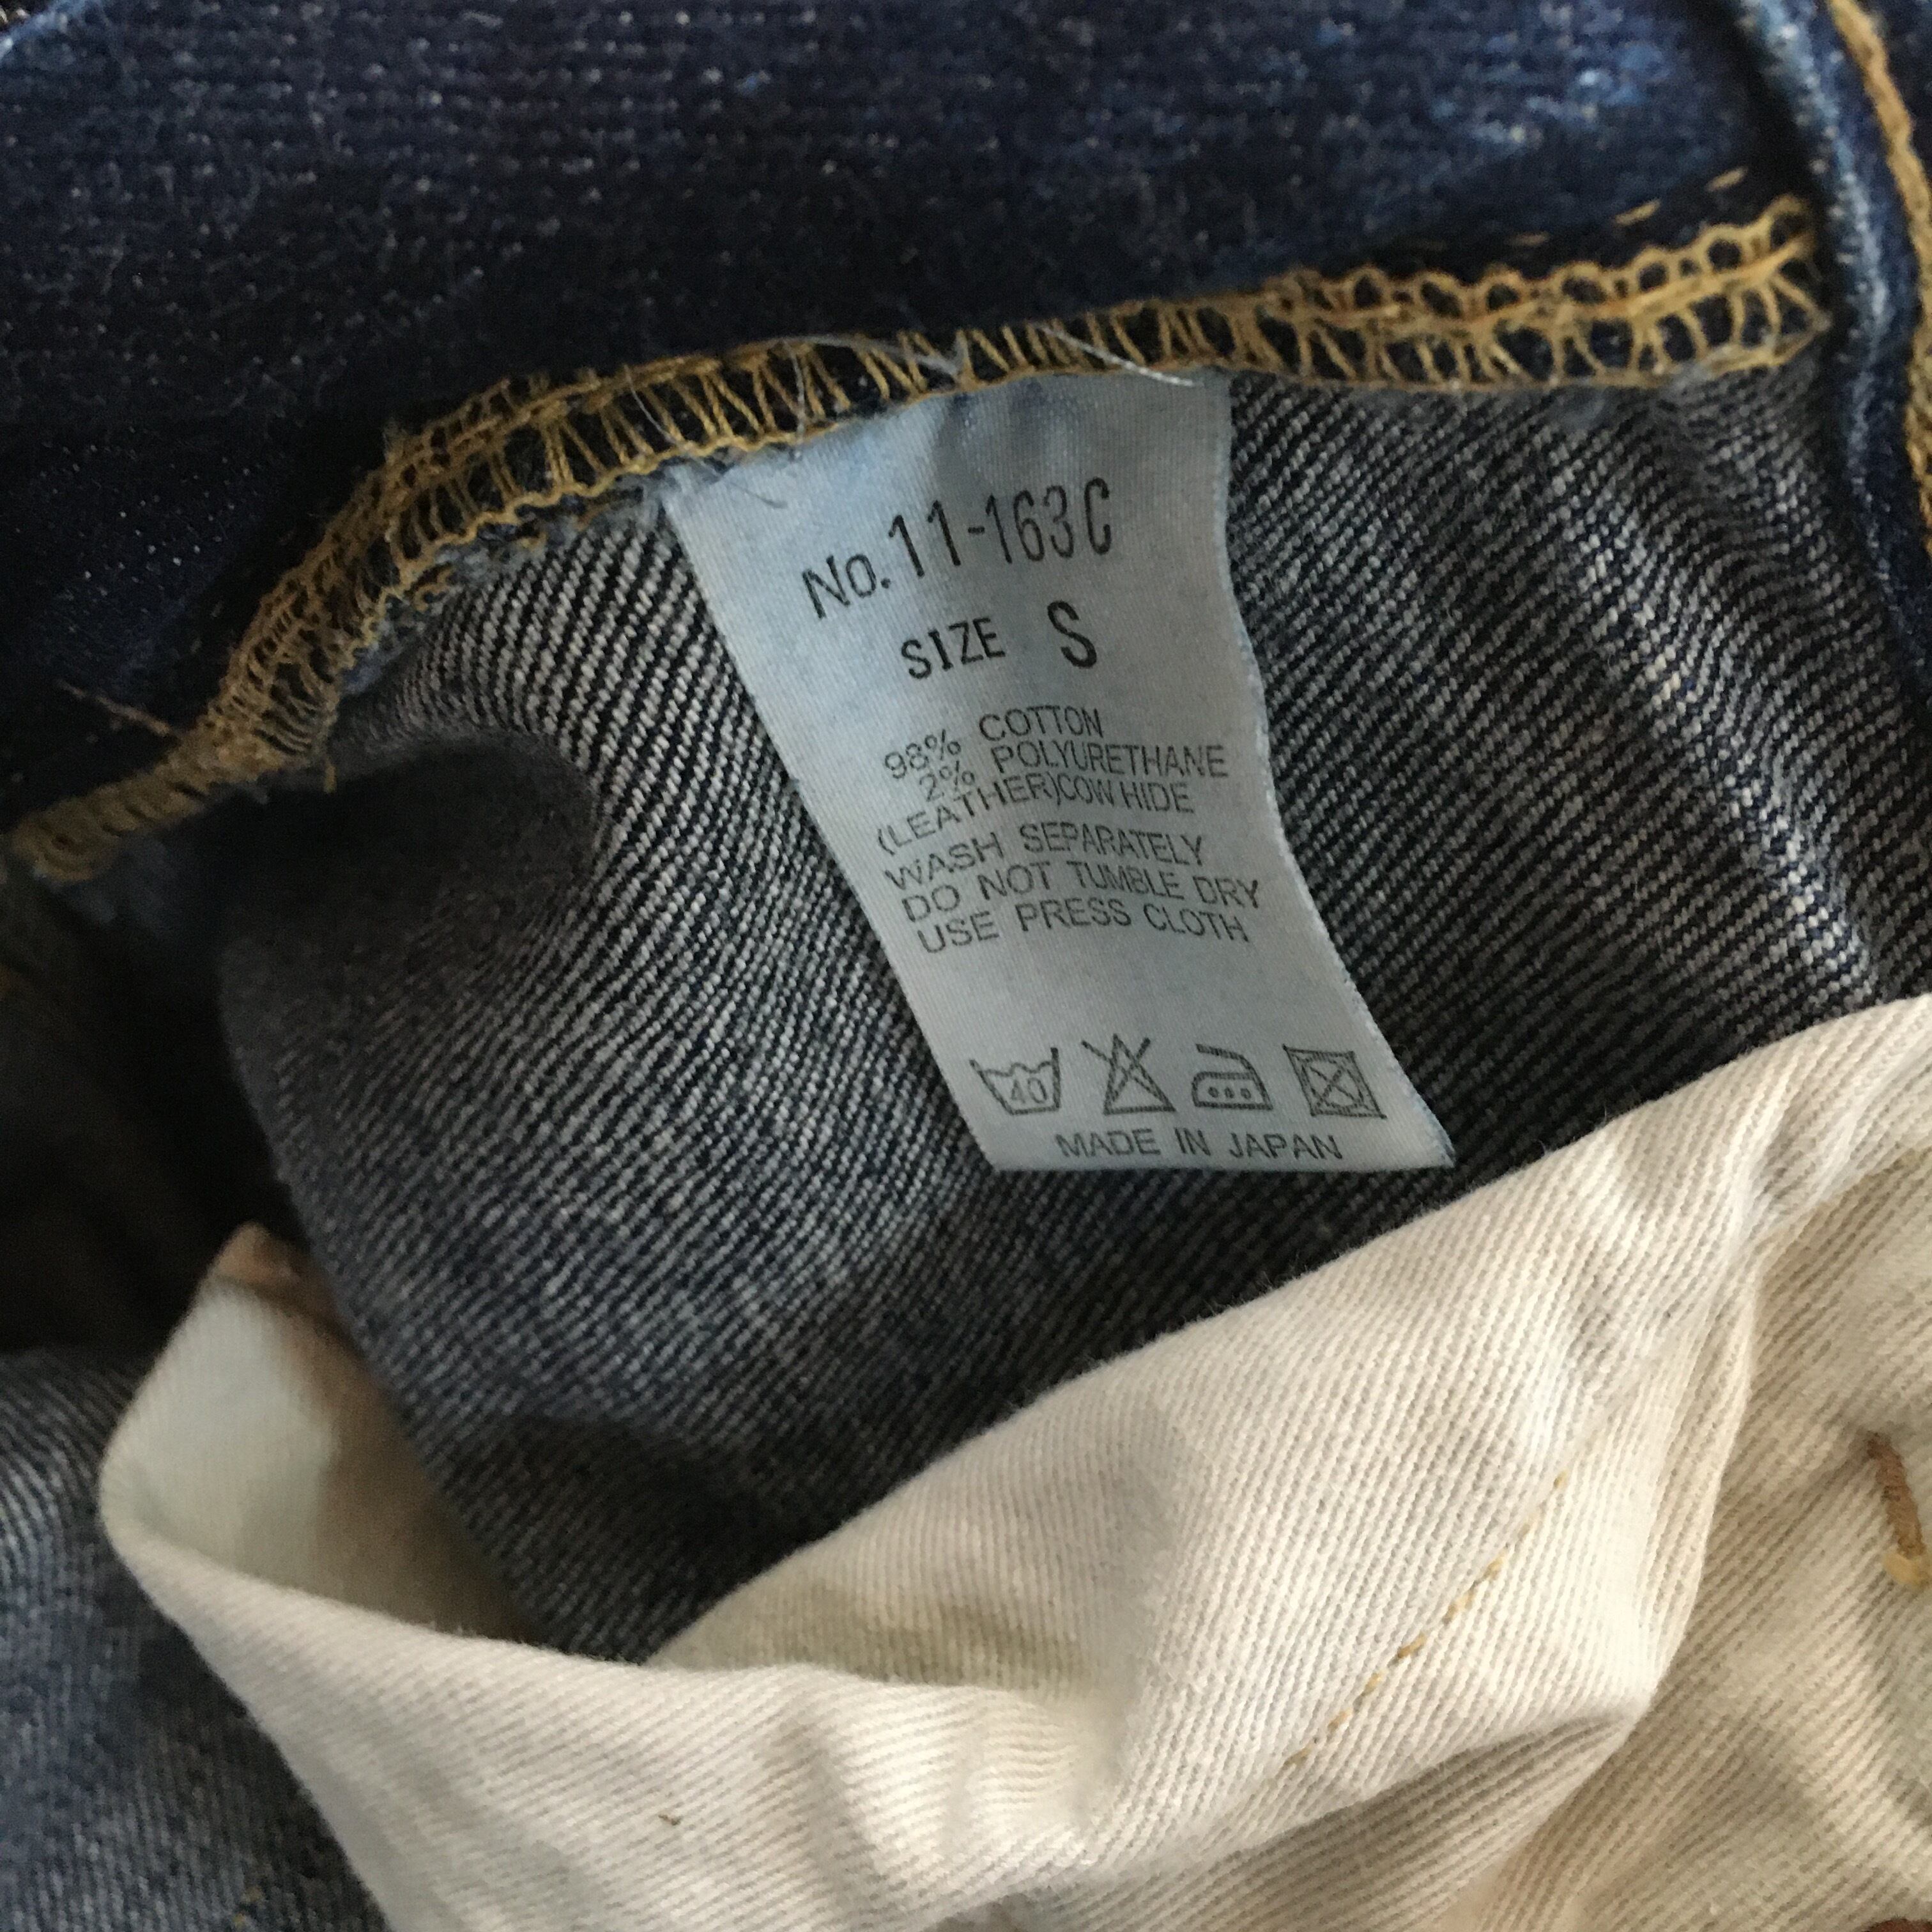 No. 11-163C
SIZE S
98% COTTON
2% POLYURETHANE
(LEATHER)COW HIDE
WASH SEPARATELY
DO NOT TUMBLE DRY
USE PRESS CLOTH
40
MADE IN JAPAN